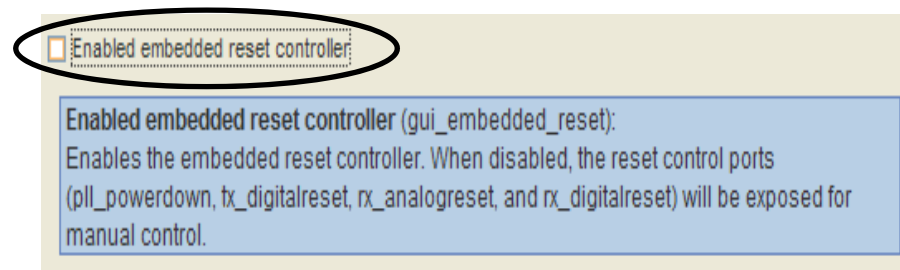 Enabled embedded reset controller
Enabled embedded reset controller (gui_embedded_reset):
Enables the embedded reset controller. When disabled, the reset control ports
(pll_powerdown, tx_digitalreset, rx_analogreset, and rx_digitalreset) will be exposed for
manual control.